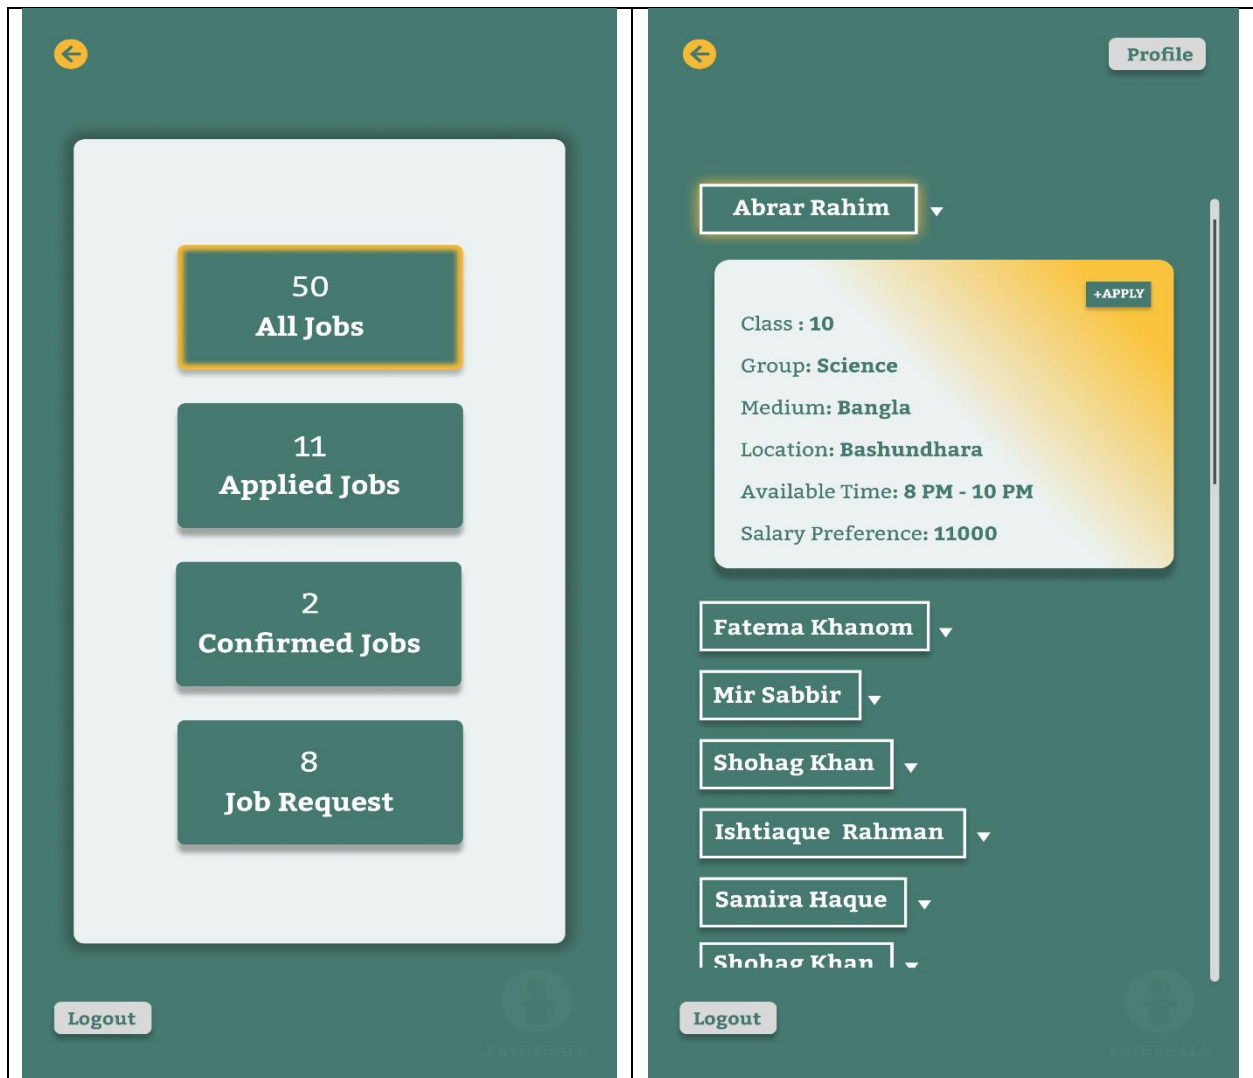 50
All Jobs
11
Applied Jobs
2
Confirmed Jobs
8
Job Request
Logout
PATHSHALA
Profile
Abrar Rahim
+APPLY
Class : 10
Group: Science
Medium: Bangla
Location: Bashundhara
Available Time: 8 PM - 10 PM
Salary Preference: 11000
Fatema Khanom
Mir Sabbir
Shohag Khan
Ishtiaque  Rahman
Samira Haque
Shohag Khan
Logout
PATHSHALA